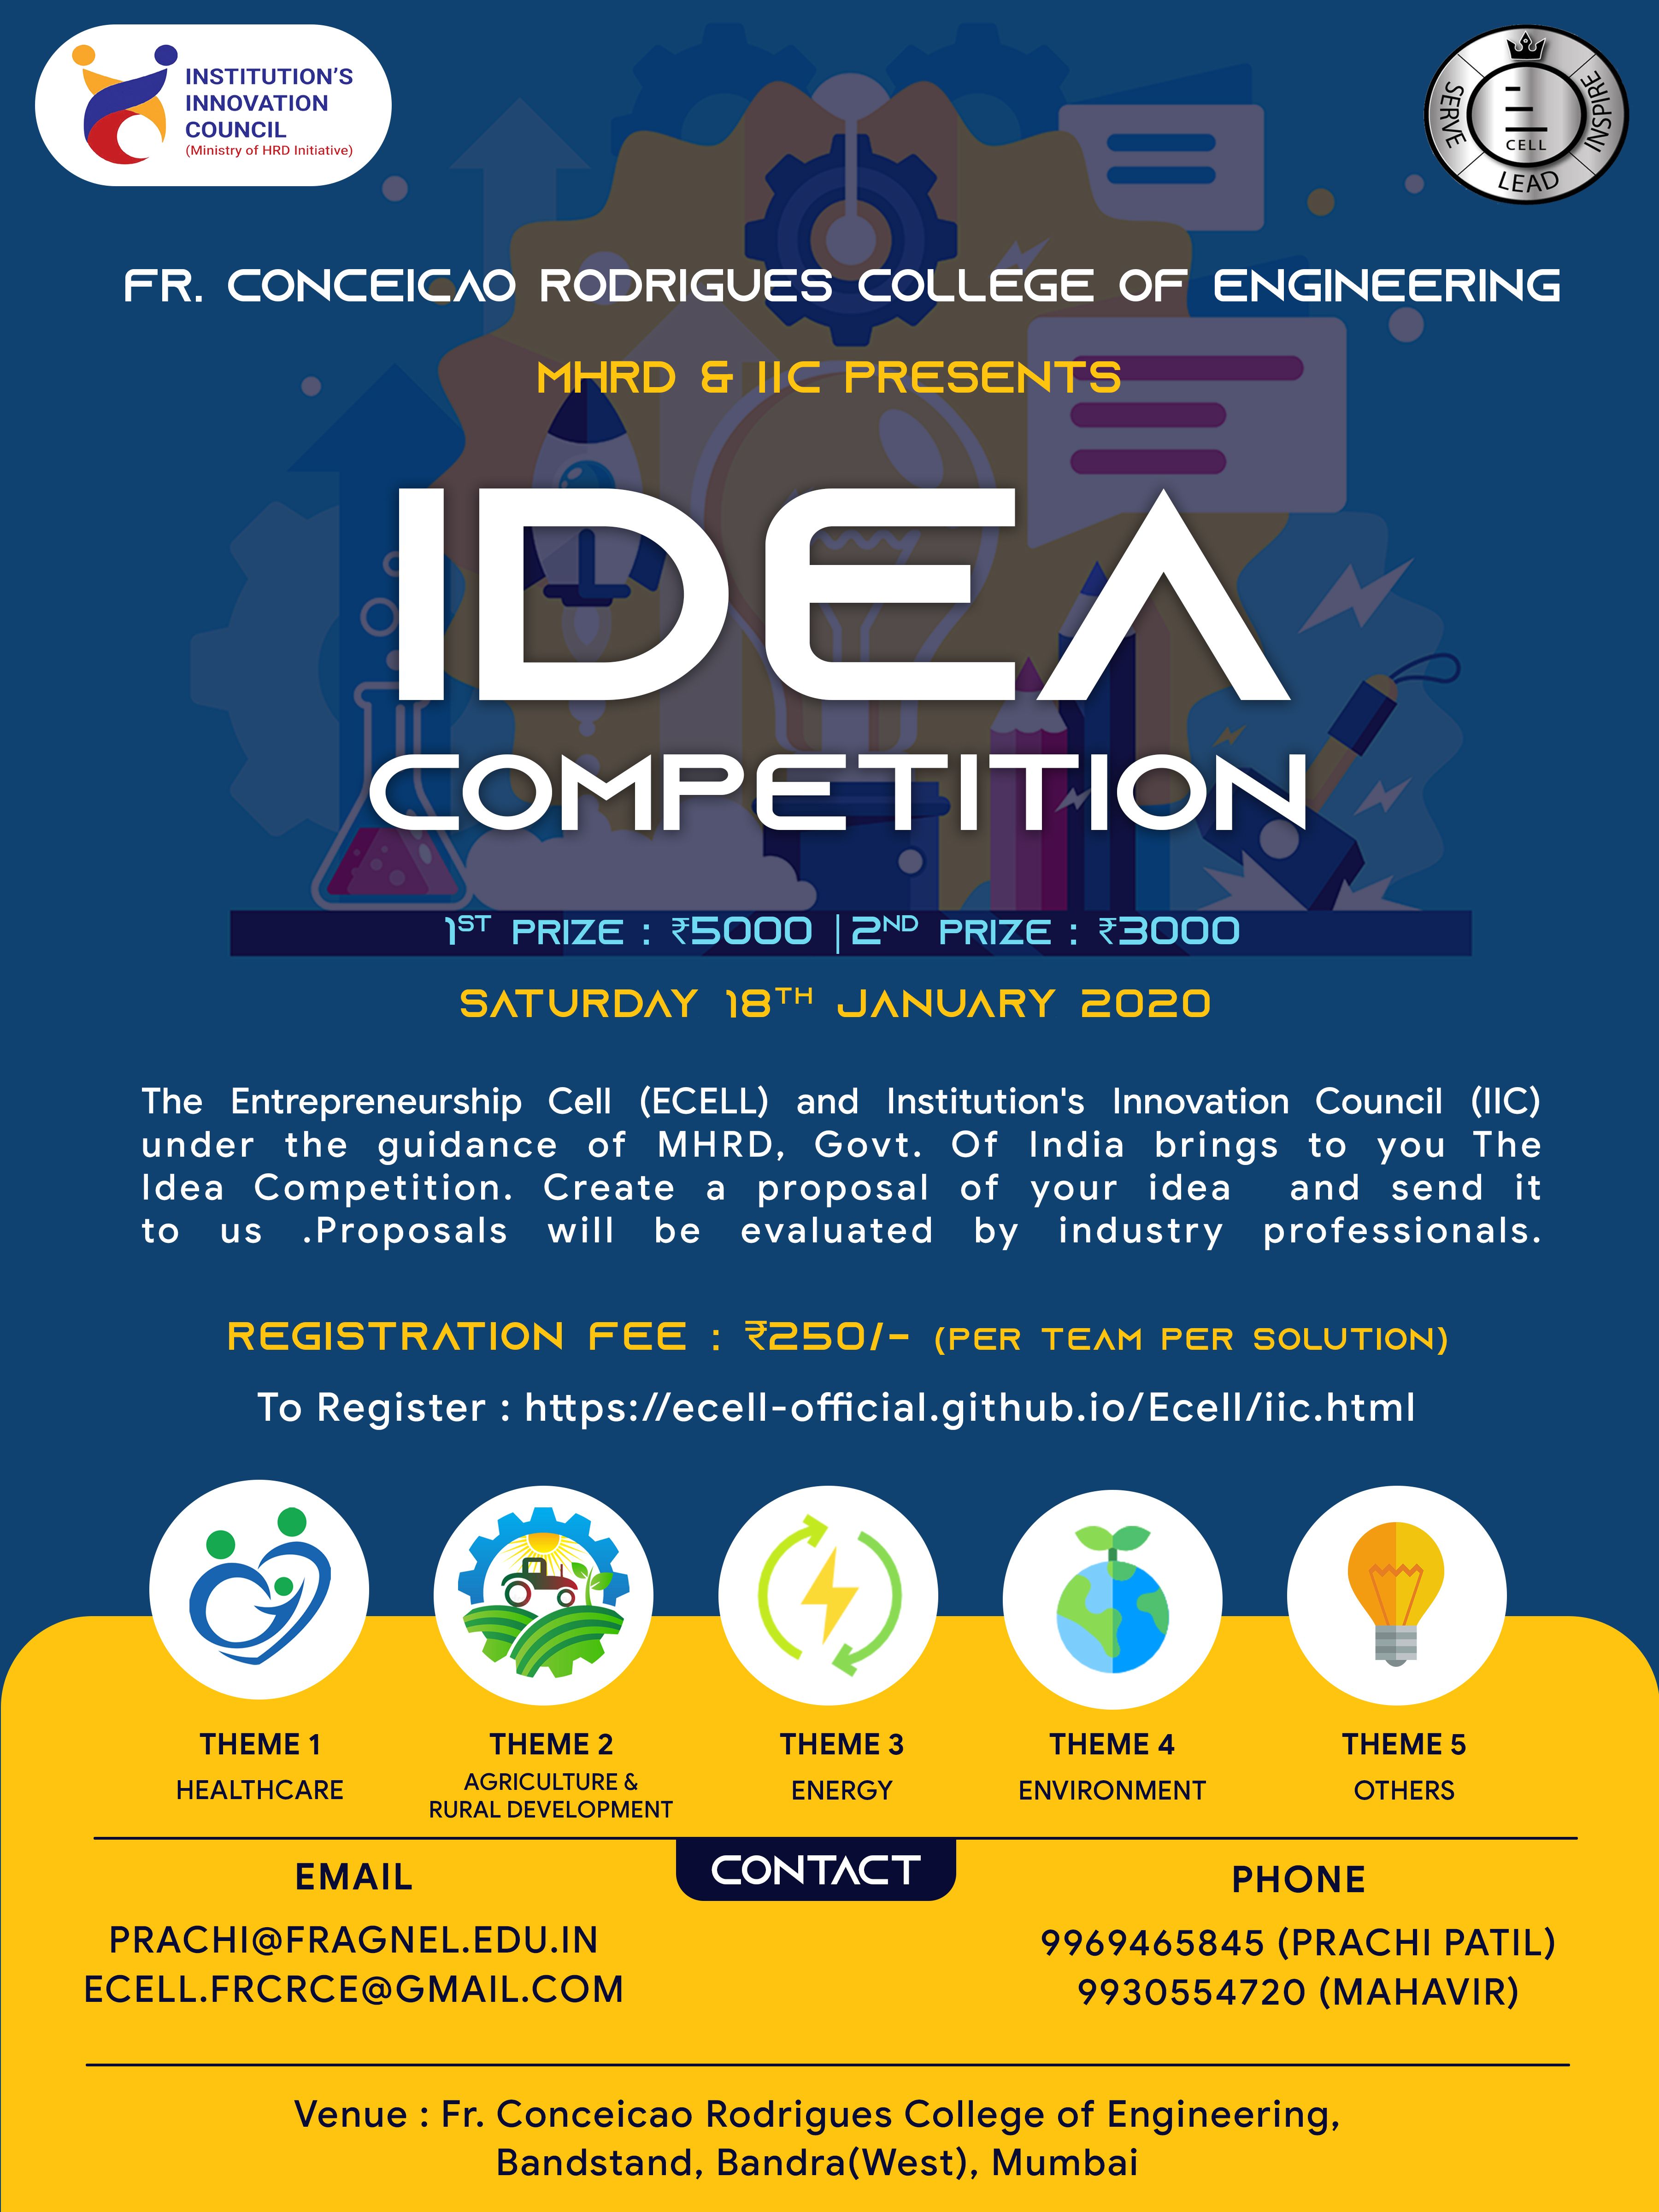 INSTITUTION'S
INNOVATION
COUNCIL
(Ministry of HRD Initiative)
SERVE
INSPIRE
CELL
LEAD
FR. CONCEICAO RODRIGUES COLLEGE OF ENGINEERING
MHRD & IIC PRESENTS
IDEA
COMPETITION
1ST PRIZE : ₹5000 | 2ND PRIZE : ₹3000
SATURDAY 18TH JANUARY 2020
The Entrepreneurship Cell (ECELL) and Institution's Innovation Council (IIC)
under the guidance of MHRD, Govt. Of India brings to you The
Idea Competition. Create a proposal of your idea and send it
to us .Proposals will be evaluated by industry professionals.
REGISTRATION FEE : ₹250/- (PER TEAM PER SOLUTION)
To Register : https://ecell-official.github.io/Ecell/iic.html
THEME 1
HEALTHCARE
THEME 2
AGRICULTURE &
RURAL DEVELOPMENT
THEME 3
ENERGY
THEME 4
ENVIRONMENT
THEME 5
OTHERS
CONTACT
EMAIL
PRACHI@FRAGNEL.EDU.IN
ECELL.FRCRCE@GMAIL.COM
PHONE
9969465845 (PRACHI PATIL)
9930554720 (MAHAVIR)
Venue : Fr. Conceicao Rodrigues College of Engineering,
Bandstand, Bandra(West), Mumbai